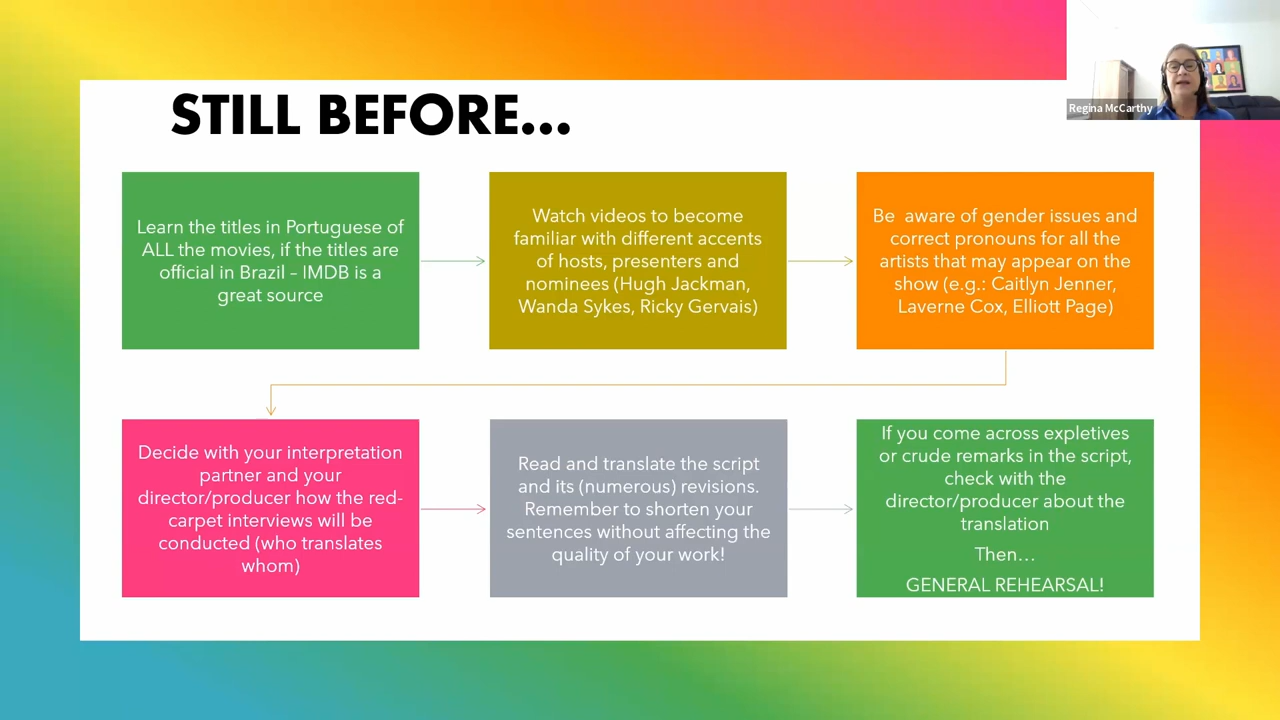 STILL BEFORE...
Regina McCarthy
Learn the titles in Portuguese of
ALL the movies, if the titles are
official in Brazil – IMDB is a
great source
Watch videos to become
familiar with different accents
of hosts, presenters and
nominees (Hugh Jackman,
Wanda Sykes, Ricky Gervais)
Be  aware of gender issues and
correct pronouns for all the
artists that may appear on the
show (e.g.: Caitlyn Jenner,
Laverne Cox, Elliott Page)
Decide with your interpretation
partner and your
director/producer how the red-
carpet interviews will be
conducted (who translates
whom)
Read and translate the script
and its (numerous) revisions.
Remember to shorten your
sentences without affecting the
quality of your work!
If you come across expletives
or crude remarks in the script,
check with the
director/producer about the
translation
Then…
GENERAL REHEARSAL!